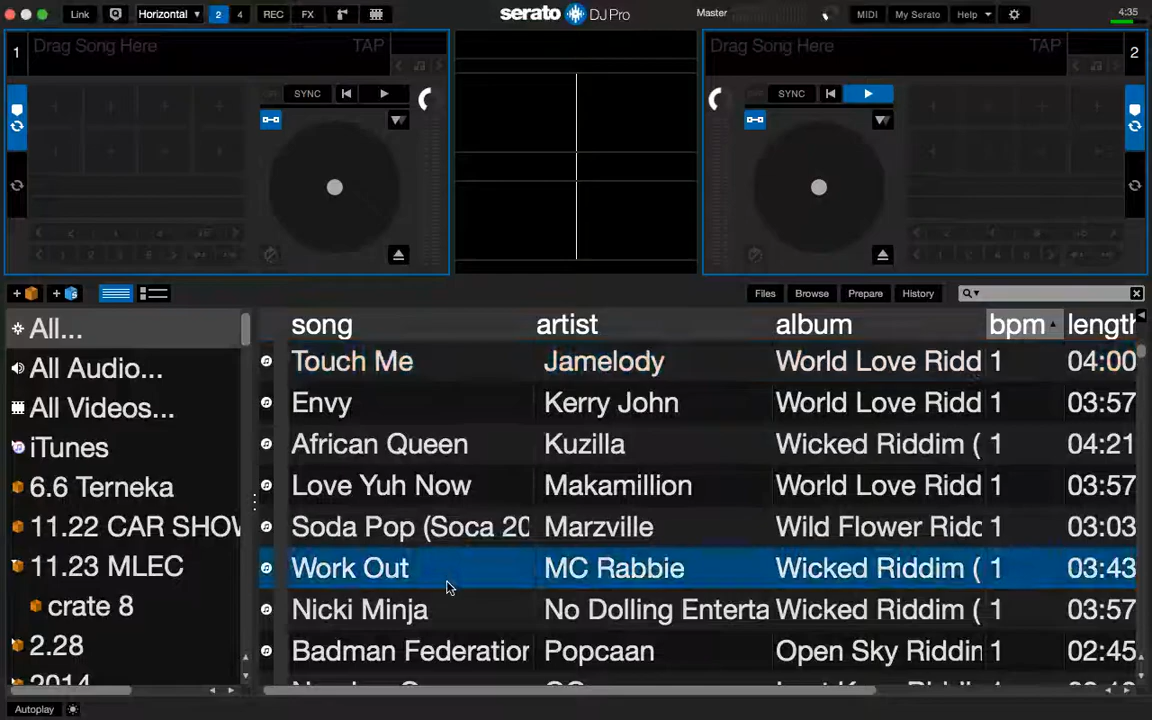 Link Horizontal 2 4 REC FX serato DJ Pro Master MIDI My Serato Help 4:35
1 Drag Song Here TAP
Drag Song Here TAP 2
SYNC
SYNC
Files Browse Prepare History
song artist album bpm length
All...
All Audio...
All Videos...
iTunes
6.6 Terneka
11.22 CAR SHOW
11.23 MLEC
crate 8
2.28
2014
Touch Me Jamelody World Love Ridd 1 04:00
Envy Kerry John World Love Ridd 1 03:57
African Queen Kuzilla Wicked Riddim ( 1 04:21
Love Yuh Now Makamillion World Love Ridd 1 03:57
Soda Pop (Soca 20 Marzville Wild Flower Ridd 1 03:03
Work Out MC Rabbie Wicked Riddim ( 1 03:43
Nicki Minja No Dolling Enterta Wicked Riddim ( 1 03:57
Badman Federation Popcaan Open Sky Riddin 1 02:45
Autoplay